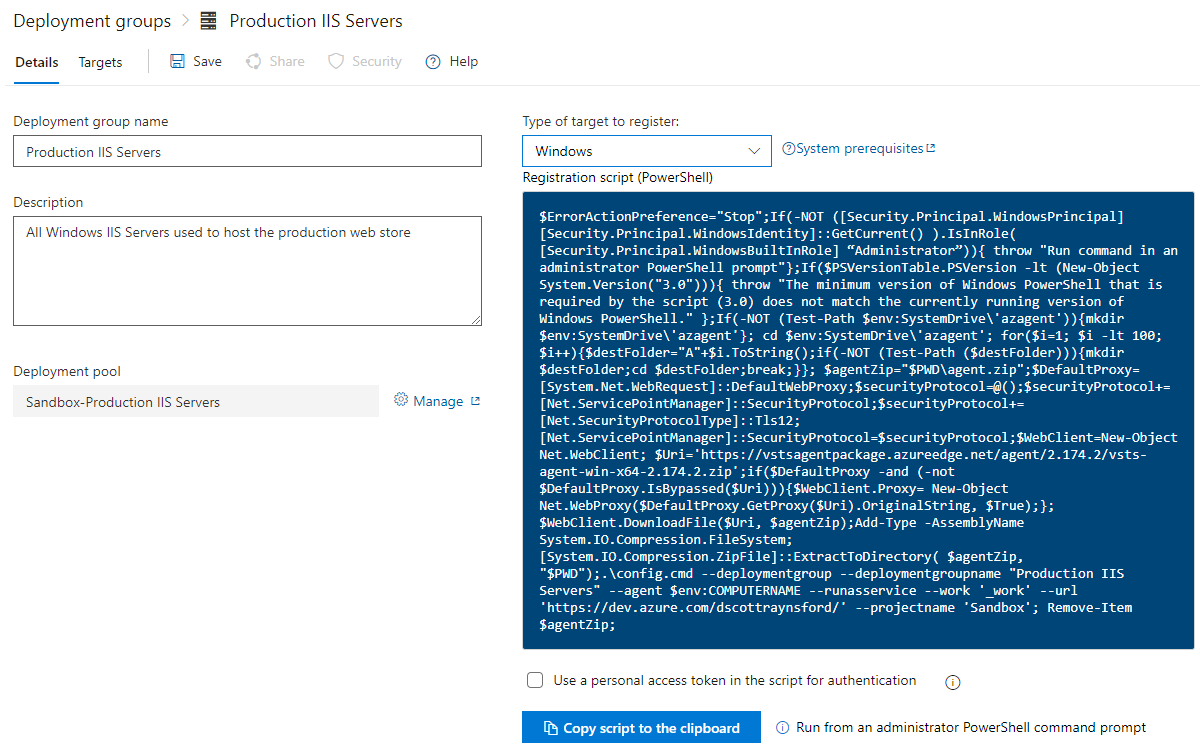 Deployment groups > Production IIS Servers
Details Targets Save Share Security Help
Deployment group name
Production IIS Servers
Description
All Windows IIS Servers used to host the production web store
Deployment pool
Sandbox-Production IIS Servers
Manage
Type of target to register:
Windows
System prerequisites
Registration script (PowerShell)
$ErrorActionPreference="Stop";If(-NOT ([Security.Principal.WindowsPrincipal]
[Security.Principal.WindowsIdentity]::GetCurrent() ).IsInRole(
[Security.Principal.WindowsBuiltInRole] “Administrator”)){ throw "Run command in an
administrator PowerShell prompt"};If($PSVersionTable.PSVersion -lt (New-Object
System.Version("3.0"))){ throw "The minimum version of Windows PowerShell that is
required by the script (3.0) does not match the currently running version of
Windows PowerShell." };If(-NOT (Test-Path $env:SystemDrive\'azagent')){mkdir
$env:SystemDrive\'azagent'}; cd $env:SystemDrive\'azagent'; for($i=1; $i -lt 100;
$i++){$destFolder="A"+$i.ToString();if(-NOT (Test-Path ($destFolder))){mkdir
$destFolder;cd $destFolder;break;}}; $agentZip="$PWD\agent.zip";$DefaultProxy=
[System.Net.WebRequest]::DefaultWebProxy;$securityProtocol=@();$securityProtocol+=
[Net.ServicePointManager]::SecurityProtocol;$securityProtocol+=
[Net.SecurityProtocolType]::Tls12;
[Net.ServicePointManager]::SecurityProtocol=$securityProtocol;$WebClient=New-Object
Net.WebClient; $Uri='https://vstsagentpackage.azureedge.net/agent/2.174.2/vsts-
agent-win-x64-2.174.2.zip';if($DefaultProxy -and (-not
$DefaultProxy.IsBypassed($Uri))){$WebClient.Proxy= New-Object
Net.WebProxy($DefaultProxy.GetProxy($Uri).OriginalString, $True);};
$WebClient.DownloadFile($Uri, $agentZip);Add-Type -AssemblyName
System.IO.Compression.FileSystem;
[System.IO.Compression.ZipFile]::ExtractToDirectory( $agentZip,
"$PWD");.\config.cmd --deploymentgroup --deploymentgroupname "Production IIS
Servers" --agent $env:COMPUTERNAME --runasservice --work '_work' --url
'https://dev.azure.com/dscottraynsford/' --projectname 'Sandbox'; Remove-Item
$agentZip;
Use a personal access token in the script for authentication
Copy script to the clipboard
Run from an administrator PowerShell command prompt